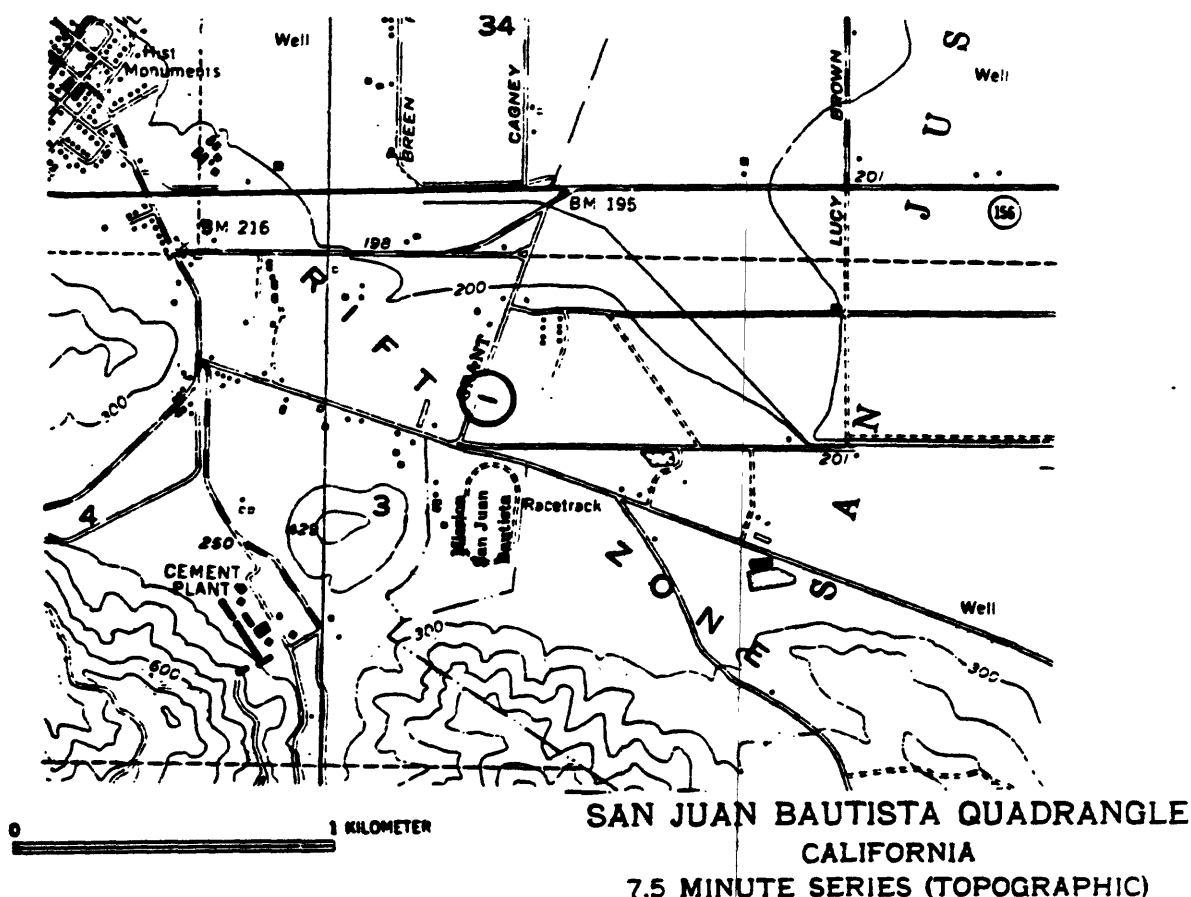 34
Well
Hist
Monuments
BREEN
CAGNEY
BROWN
S
Well
U
201
J
156
BM 195
LUCY
BM 216
198
R
I
F
T
200
300
1
N
201
A
S
4
3
425
Mission
San Juan
Bautista
Racetrack
250
CEMENT
PLANT
Z
O
N
E
Well
300
300
600
0
1 KILOMETER
SAN JUAN BAUTISTA QUADRANGLE
CALIFORNIA
7.5 MINUTE SERIES (TOPOGRAPHIC)